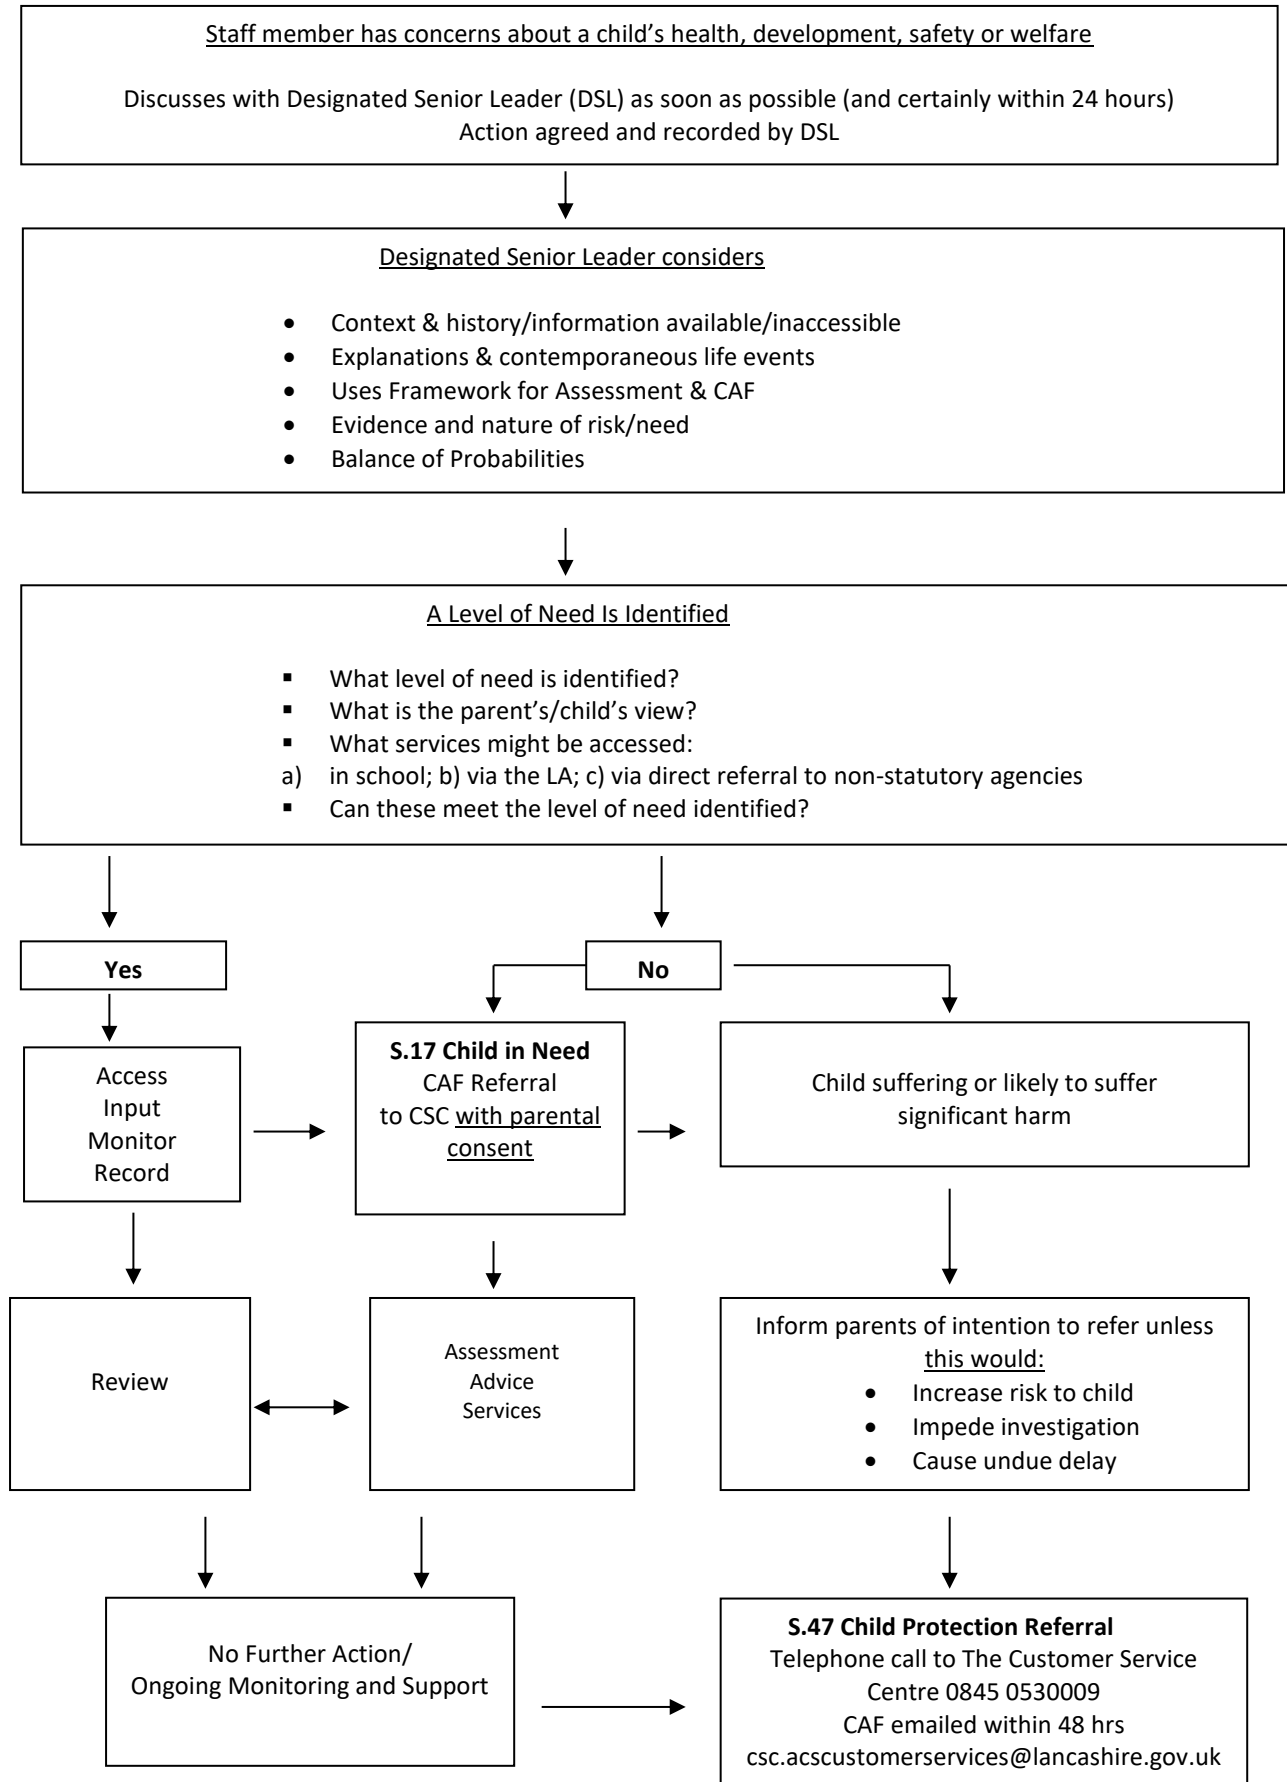 Staff member has concerns about a child’s health, development, safety or welfare
Discusses with Designated Senior Leader (DSL) as soon as possible (and certainly within 24 hours)
Action agreed and recorded by DSL
Designated Senior Leader considers
• Context & history/information available/inaccessible
• Explanations & contemporaneous life events
• Uses Framework for Assessment & CAF
• Evidence and nature of risk/need
• Balance of Probabilities
A Level of Need Is Identified
▪ What level of need is identified?
▪ What is the parent’s/child’s view?
▪ What services might be accessed:
a) in school; b) via the LA; c) via direct referral to non-statutory agencies
▪ Can these meet the level of need identified?
Yes
No
Access
Input
Monitor
Record
S.17 Child in Need
CAF Referral
to CSC with parental
consent
Child suffering or likely to suffer
significant harm
Review
Assessment
Advice
Services
Inform parents of intention to refer unless
this would:
• Increase risk to child
• Impede investigation
• Cause undue delay
No Further Action/
Ongoing Monitoring and Support
S.47 Child Protection Referral
Telephone call to The Customer Service
Centre 0845 0530009
CAF emailed within 48 hrs
csc.acscustomerservices@lancashire.gov.uk